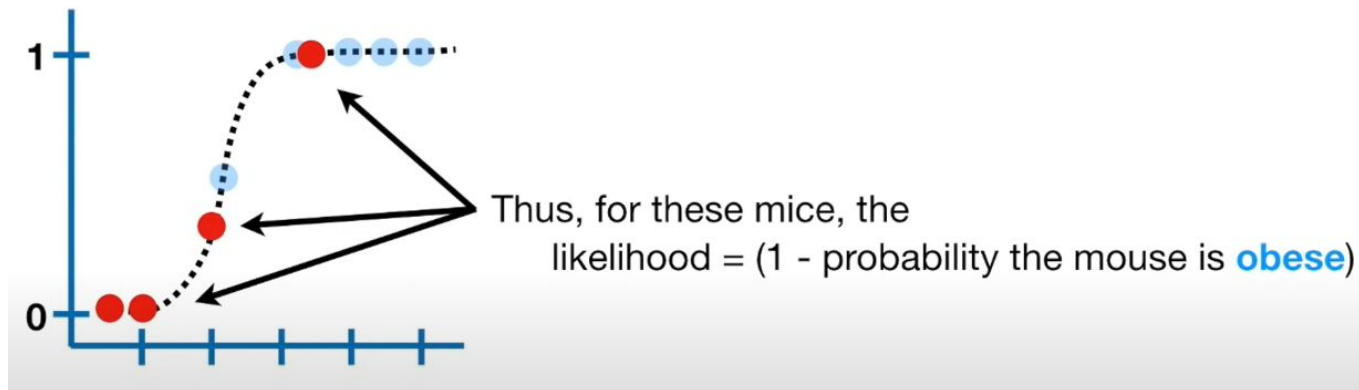 1
Thus, for these mice, the
likelihood = (1 - probability the mouse is obese)
0